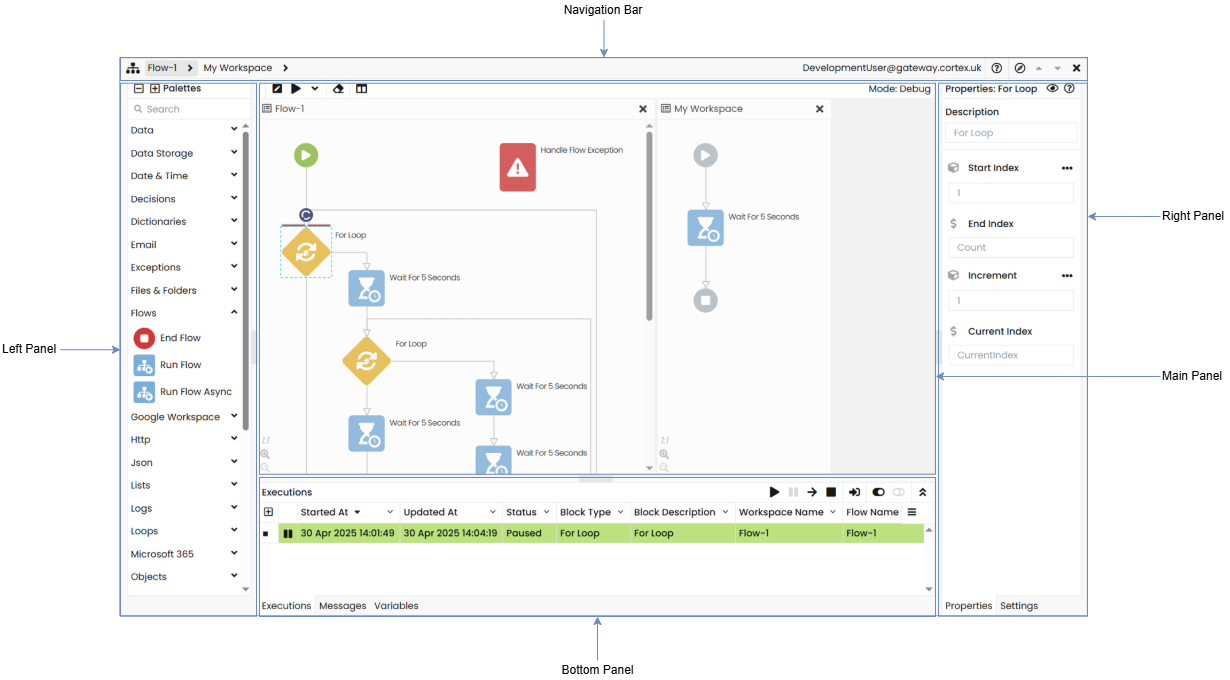 Navigation Bar
Flow-1 My Workspace DevelopmentUser@gateway.cortex.uk
Palettes
Search
Data
Data Storage
Date & Time
Decisions
Dictionaries
Email
Exceptions
Files & Folders
Flows
End Flow
Run Flow
Run Flow Async
Google Workspace
Http
Json
Lists
Logs
Loops
Microsoft 365
Objects
Left Panel
Mode: Debug
Flow-1
Handle Flow Exception
For Loop
Wait For 5 Seconds
For Loop
Wait For 5 Seconds
Wait For 5 Seconds
Wait For 5 Seconds
1:1
My Workspace
Wait For 5 Seconds
1:1
Properties: For Loop
Description
For Loop
Start Index
1
$ End Index
Count
Increment
1
$ Current Index
CurrentIndex
Properties Settings
Right Panel
Main Panel
Executions
Started At Updated At Status Block Type Block Description Workspace Name Flow Name
30 Apr 2025 14:01:49 30 Apr 2025 14:04:19 Paused For Loop For Loop Flow-1 Flow-1
Executions Messages Variables
Bottom Panel